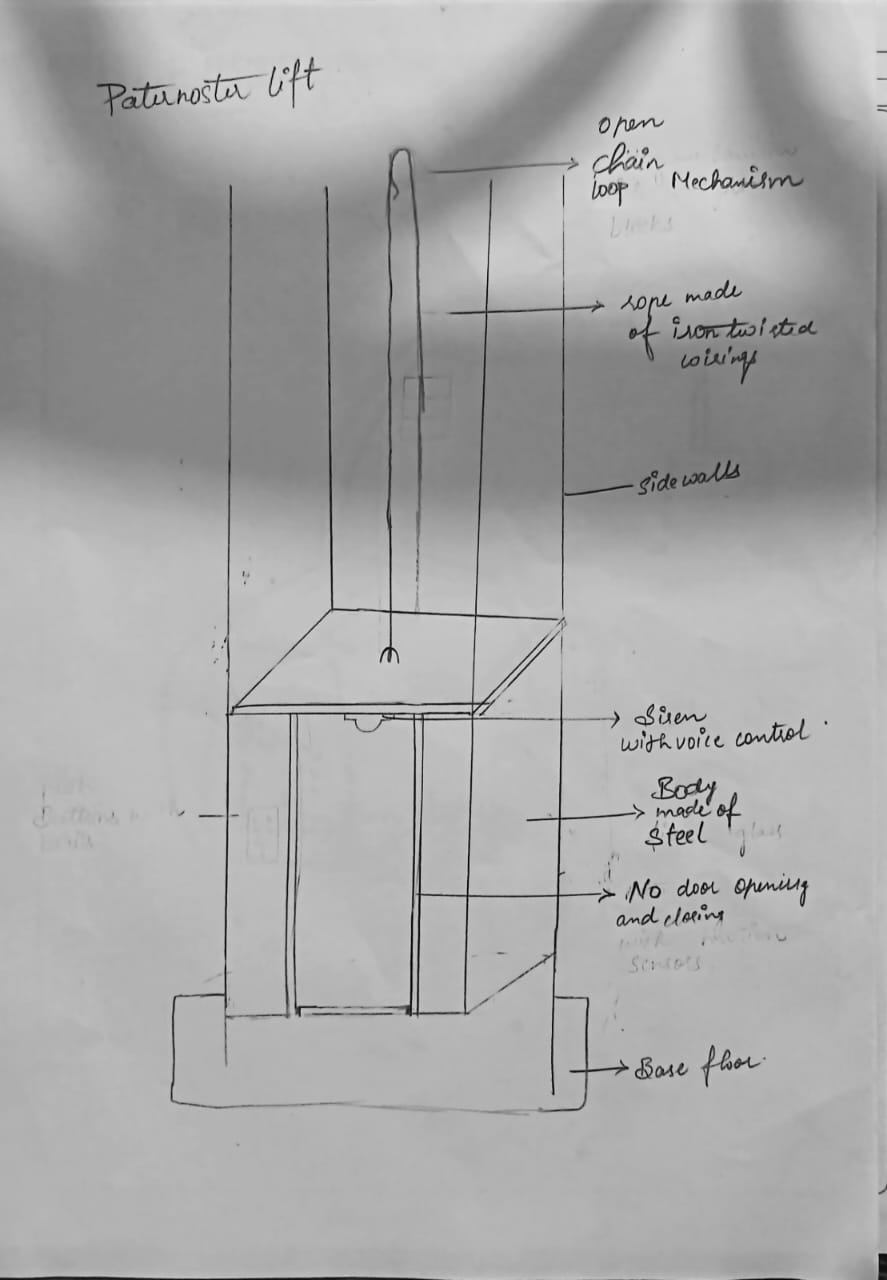 Paternoster lift
open
chain
loop Mechanism
rope made
of iron twisted
wirings
side walls
Siren
with voice control.
Body
made of
Steel
No door opening
and closing
sensors
Base floor.